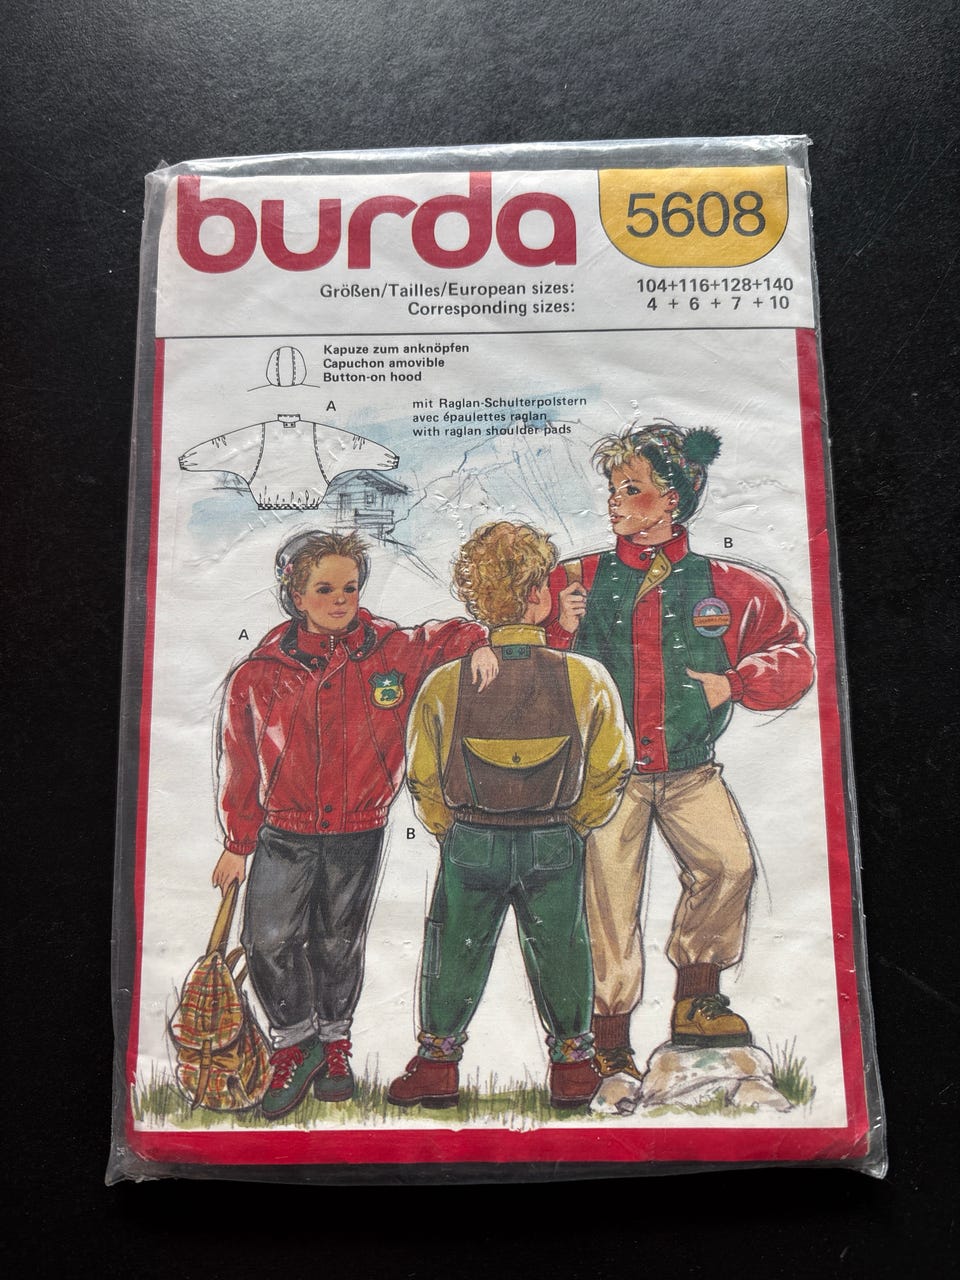 burda
5608
Größen/Tailles/European sizes: 104+116+128+140
Corresponding sizes: 4 + 6 + 7 + 10
Kapuze zum anknöpfen
Capuchon amovible
Button-on hood
A
mit Raglan-Schulterpolstern
avec épaulettes raglan
with raglan shoulder pads
B
A
B